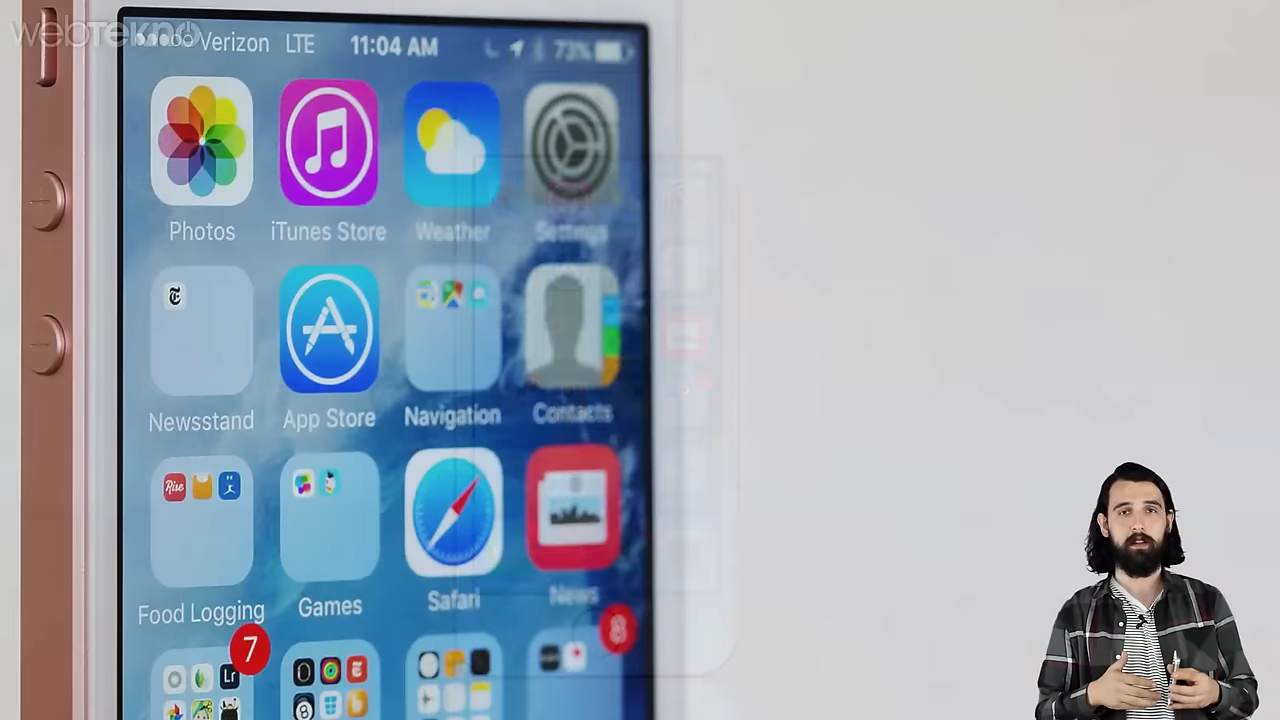 webTEKNO
Verizon LTE 11:04 AM 73%
Photos iTunes Store Weather Settings
Newsstand App Store Navigation Contacts
Rise
Food Logging Games Safari News
7 8
Lr
8